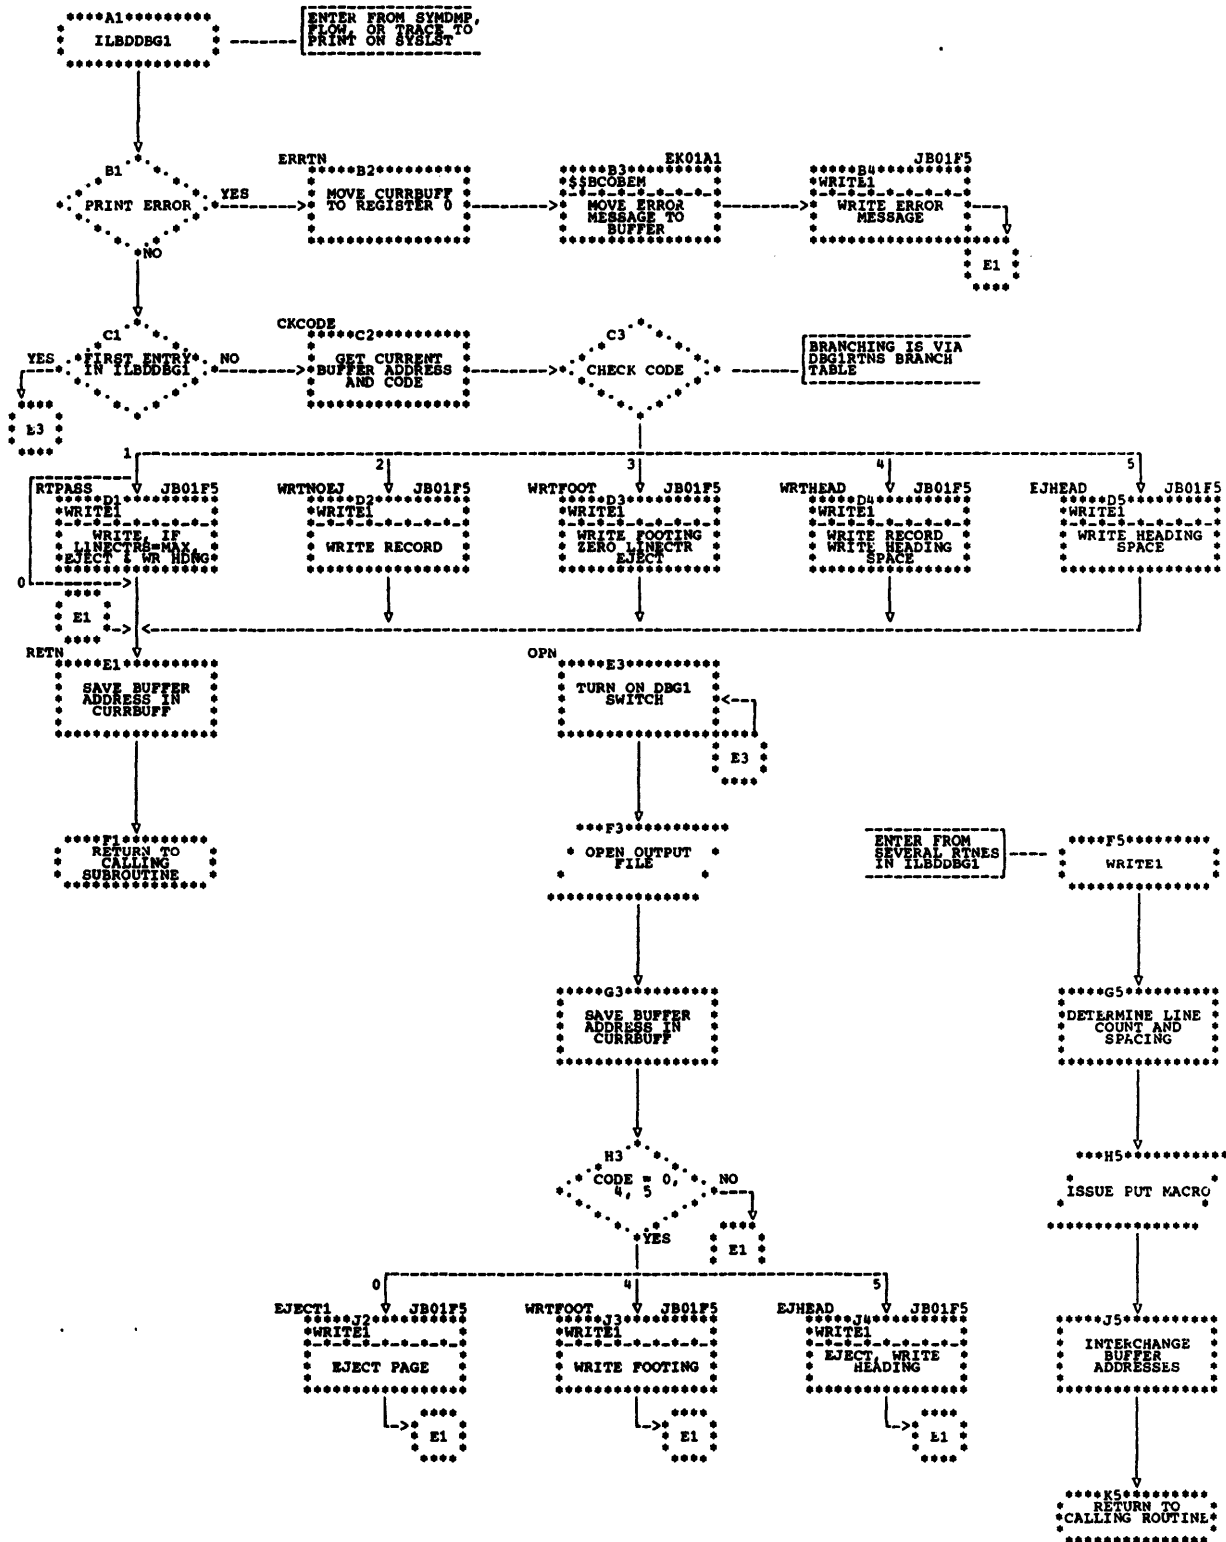 A1
ILBDDBG1
ENTER FROM SYMDMP,
FLOW, OR TRACE TO
PRINT ON SYSLST
B1
PRINT ERROR
YES
NO
ERRTN
B2
MOVE CURRBUFF
TO REGISTER 0
EK01A1
B3
$$BCOBEM
MOVE ERROR
MESSAGE TO
BUFFER
JB01F5
B4
WRITE1
WRITE ERROR
MESSAGE
E1
C1
FIRST ENTRY
IN ILBDDBG1
YES
NO
E3
CKCODE
C2
GET CURRENT
BUFFER ADDRESS
AND CODE
C3
CHECK CODE
BRANCHING IS VIA
DBG1RTNS BRANCH
TABLE
1
2
3
4
5
RTPASS JB01F5
D1
WRITE1
WRITE, IF
LINECTRS=MAX,
EJECT & WR HDNG
0
WRTNOEJ JB01F5
D2
WRITE1
WRITE RECORD
WRTFOOT JB01F5
D3
WRITE1
WRITE FOOTING
ZERO LINECTR
EJECT
WRTHEAD JB01F5
D4
WRITE1
WRITE RECORD
WRITE HEADING
SPACE
EJHEAD JB01F5
D5
WRITE1
WRITE HEADING
SPACE
E1
RETN
E1
SAVE BUFFER
ADDRESS IN
CURRBUFF
F1
RETURN TO
CALLING
SUBROUTINE
OPN
E3
TURN ON DBG1
SWITCH
E3
F3
OPEN OUTPUT
FILE
G3
SAVE BUFFER
ADDRESS IN
CURRBUFF
H3
CODE = 0,
4, 5
NO
E1
YES
0
4
5
EJECT1 JB01F5
J2
WRITE1
EJECT PAGE
E1
WRTFOOT JB01F5
J3
WRITE1
WRITE FOOTING
E1
EJHEAD JB01F5
J4
WRITE1
EJECT, WRITE
HEADING
E1
ENTER FROM
SEVERAL RTNES
IN ILBDDBG1
F5
WRITE1
G5
DETERMINE LINE
COUNT AND
SPACING
H5
ISSUE PUT MACRO
J5
INTERCHANGE
BUFFER
ADDRESSES
K5
RETURN TO
CALLING ROUTINE